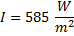 I = 585 W/m²